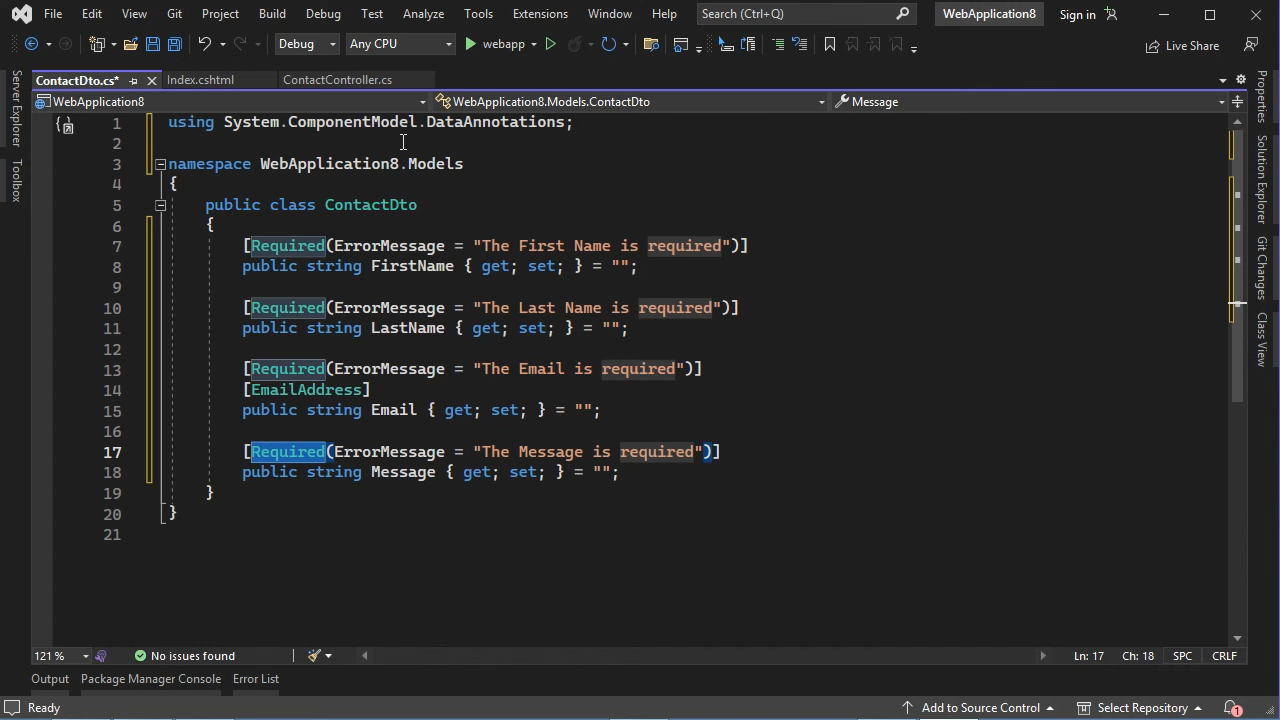 File Edit View Git Project Build Debug Test Analyze Tools Extensions Window Help Search (Ctrl+Q) WebApplication8 Sign in
Debug Any CPU webapp Live Share
ContactDto.cs* Index.cshtml ContactController.cs
WebApplication8 WebApplication8.Models.ContactDto Message
Server Explorer
Toolbox
1 using System.ComponentModel.DataAnnotations;
2
3 namespace WebApplication8.Models
4 {
5 public class ContactDto
6 {
7 [Required(ErrorMessage = "The First Name is required")]
8 public string FirstName { get; set; } = "";
9
10 [Required(ErrorMessage = "The Last Name is required")]
11 public string LastName { get; set; } = "";
12
13 [Required(ErrorMessage = "The Email is required")]
14 [EmailAddress]
15 public string Email { get; set; } = "";
16
17 [Required(ErrorMessage = "The Message is required")]
18 public string Message { get; set; } = "";
19 }
20 }
21
Properties
Solution Explorer
Git Changes
Class View
121 % No issues found Ln: 17 Ch: 18 SPC CRLF
Output Package Manager Console Error List
Ready Add to Source Control Select Repository 1